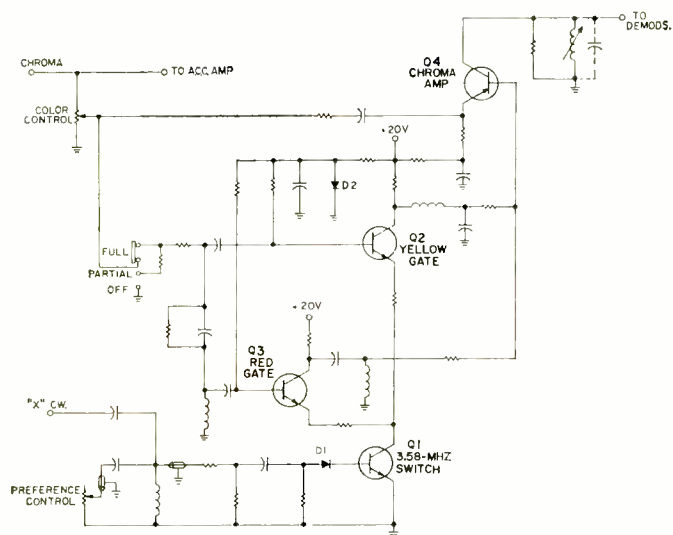 TO
DEMODS.
Q4
CHROMA
AMP
CHROMA
TO ACC AMP
COLOR
CONTROL
+20V
D2
Q2
YELLOW
GATE
FULL
PARTIAL
OFF
+20V
Q3
RED
GATE
"X" CW.
D1
Q1
3.58-MHZ
SWITCH
PREFERENCE
CONTROL